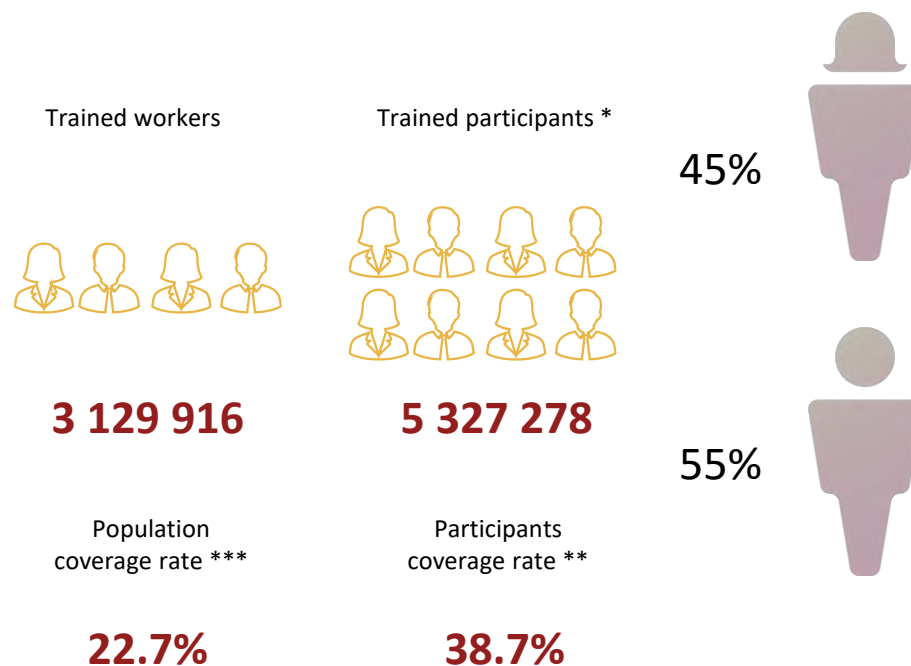 Trained workers
Trained participants *
45%
3 129 916
5 327 278
55%
Population
coverage rate ***
Participants
coverage rate **
22.7%
38.7%